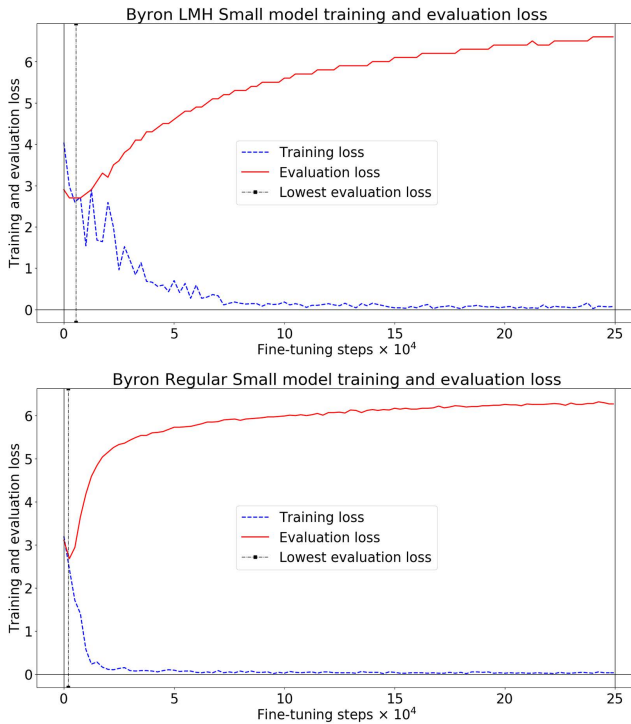 Byron LMH Small model training and evaluation loss
Training and evaluation loss
6
5
4
3
2
1
0
Training loss
Evaluation loss
Lowest evaluation loss
0
5
10
15
20
25
Fine-tuning steps × 10⁴
Byron Regular Small model training and evaluation loss
Training and evaluation loss
6
5
4
3
2
1
0
Training loss
Evaluation loss
Lowest evaluation loss
0
5
10
15
20
25
Fine-tuning steps × 10⁴